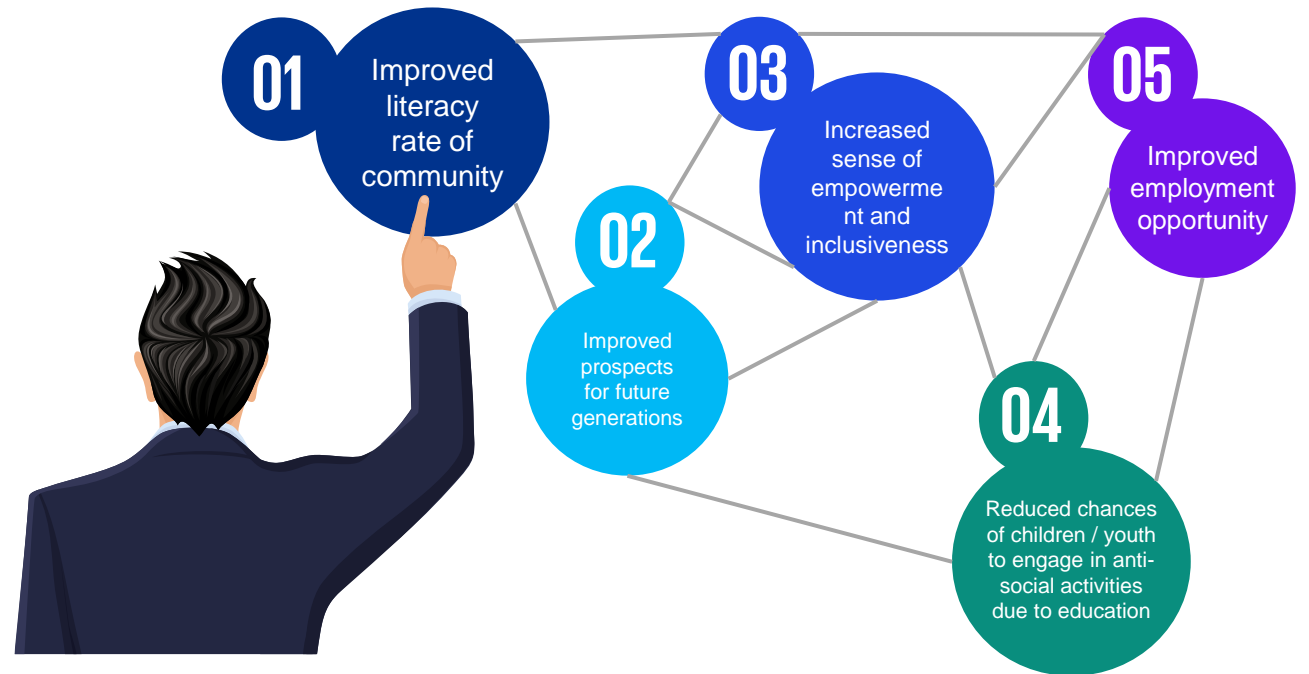 01
Improved
literacy
rate of
community
02
Improved
prospects
for future
generations
03
Increased
sense of
empowerme
nt and
inclusiveness
04
Reduced chances
of children / youth
to engage in anti-
social activities
due to education
05
Improved
employment
opportunity